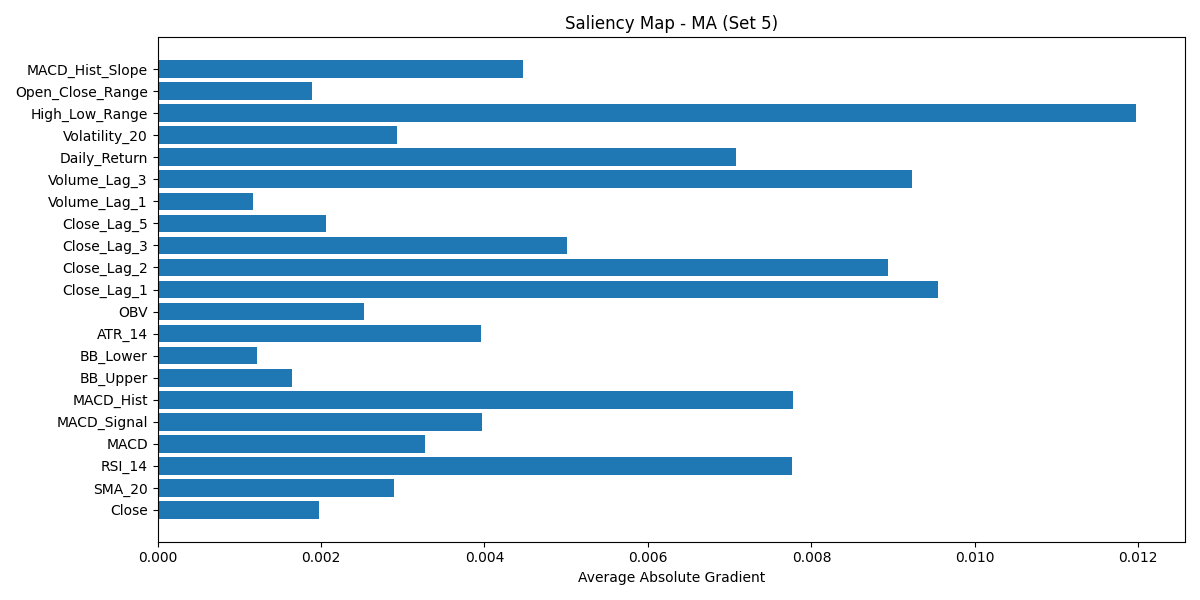 Saliency Map - MA (Set 5)
MACD_Hist_Slope
Open_Close_Range
High_Low_Range
Volatility_20
Daily_Return
Volume_Lag_3
Volume_Lag_1
Close_Lag_5
Close_Lag_3
Close_Lag_2
Close_Lag_1
OBV
ATR_14
BB_Lower
BB_Upper
MACD_Hist
MACD_Signal
MACD
RSI_14
SMA_20
Close
0.000 0.002 0.004 0.006 0.008 0.010 0.012
Average Absolute Gradient